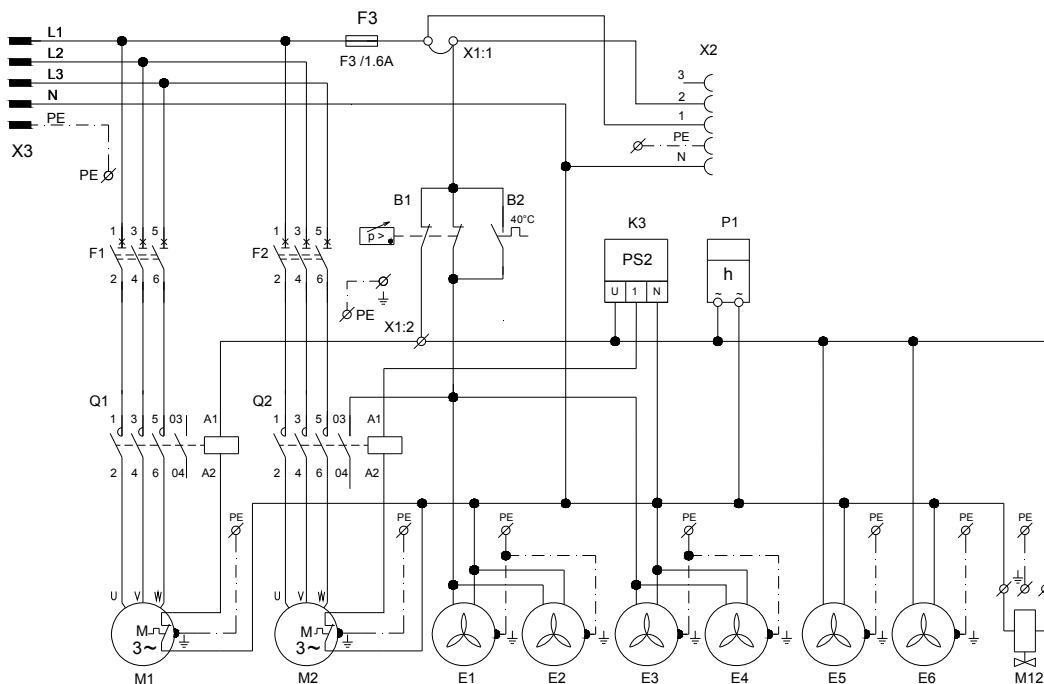 L1
F3
L2
F3 /1.6A
X1:1
X2
L3
3
N
2
PE
1
X3
PE
N
PE
B1
B2
40°C
K3
P1
p >
1 3 5
F1
1 3 5
F2
PS2
h
2 4 6
2 4 6
U 1 N
~ ~
PE
X1:2
Q1
1 3 5 03 A1
Q2
1 3 5 03 A1
2 4 6 04 A2
2 4 6 04 A2
PE
PE
PE
PE
PE
PE
PE
U V W
U V W
M
3~
M
3~
M1
M2
E1
E2
E3
E4
E5
E6
M12